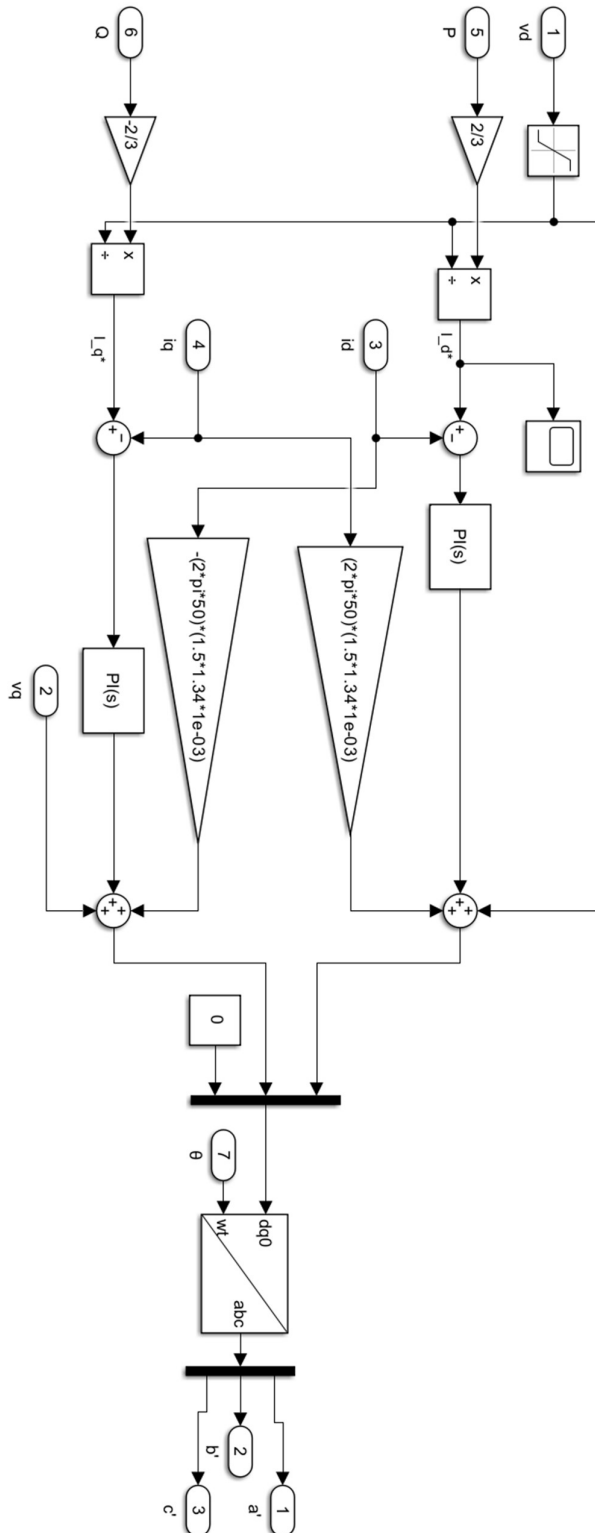 1
vd
5
P
2/3
×
÷
I_d*
+
-
PI(s)
+
+
3
id
(2*pi*50)*(1.5*1.34*1e-03)
4
iq
-(2*pi*50)*(1.5*1.34*1e-03)
6
Q
-2/3
×
÷
I_q*
+
-
PI(s)
+
+
+
2
vq
0
7
θ
dq0
wt
abc
1
a'
2
b'
3
c'